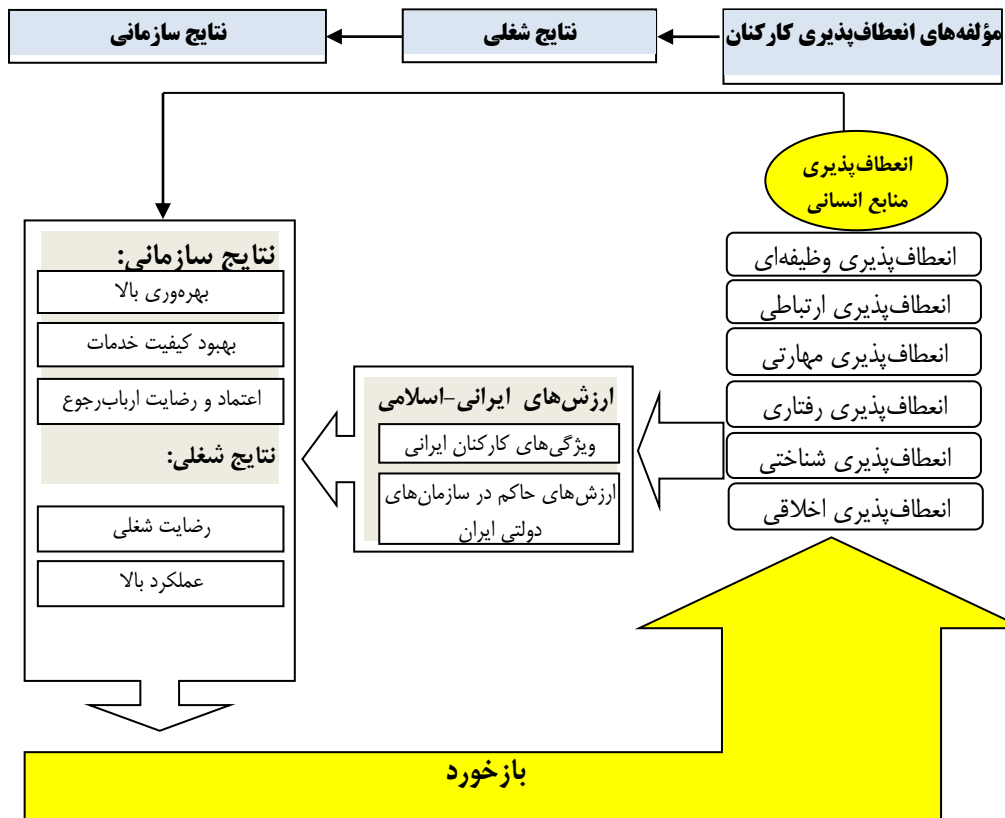 مؤلفه‌های انعطاف‌پذیری کارکنان
نتایج شغلی
نتایج سازمانی
انعطاف‌پذیری
منابع انسانی
انعطاف‌پذیری وظیفه‌ای
انعطاف‌پذیری ارتباطی
انعطاف‌پذیری مهارتی
انعطاف‌پذیری رفتاری
انعطاف‌پذیری شناختی
انعطاف‌پذیری اخلاقی
ارزش‌های ایرانی-اسلامی
ویژگی‌های کارکنان ایرانی
ارزش‌های حاکم در سازمان‌های
دولتی ایران
نتایج سازمانی:
بهره‌وری بالا
بهبود کیفیت خدمات
اعتماد و رضایت ارباب‌رجوع
نتایج شغلی:
رضایت شغلی
عملکرد بالا
بازخورد